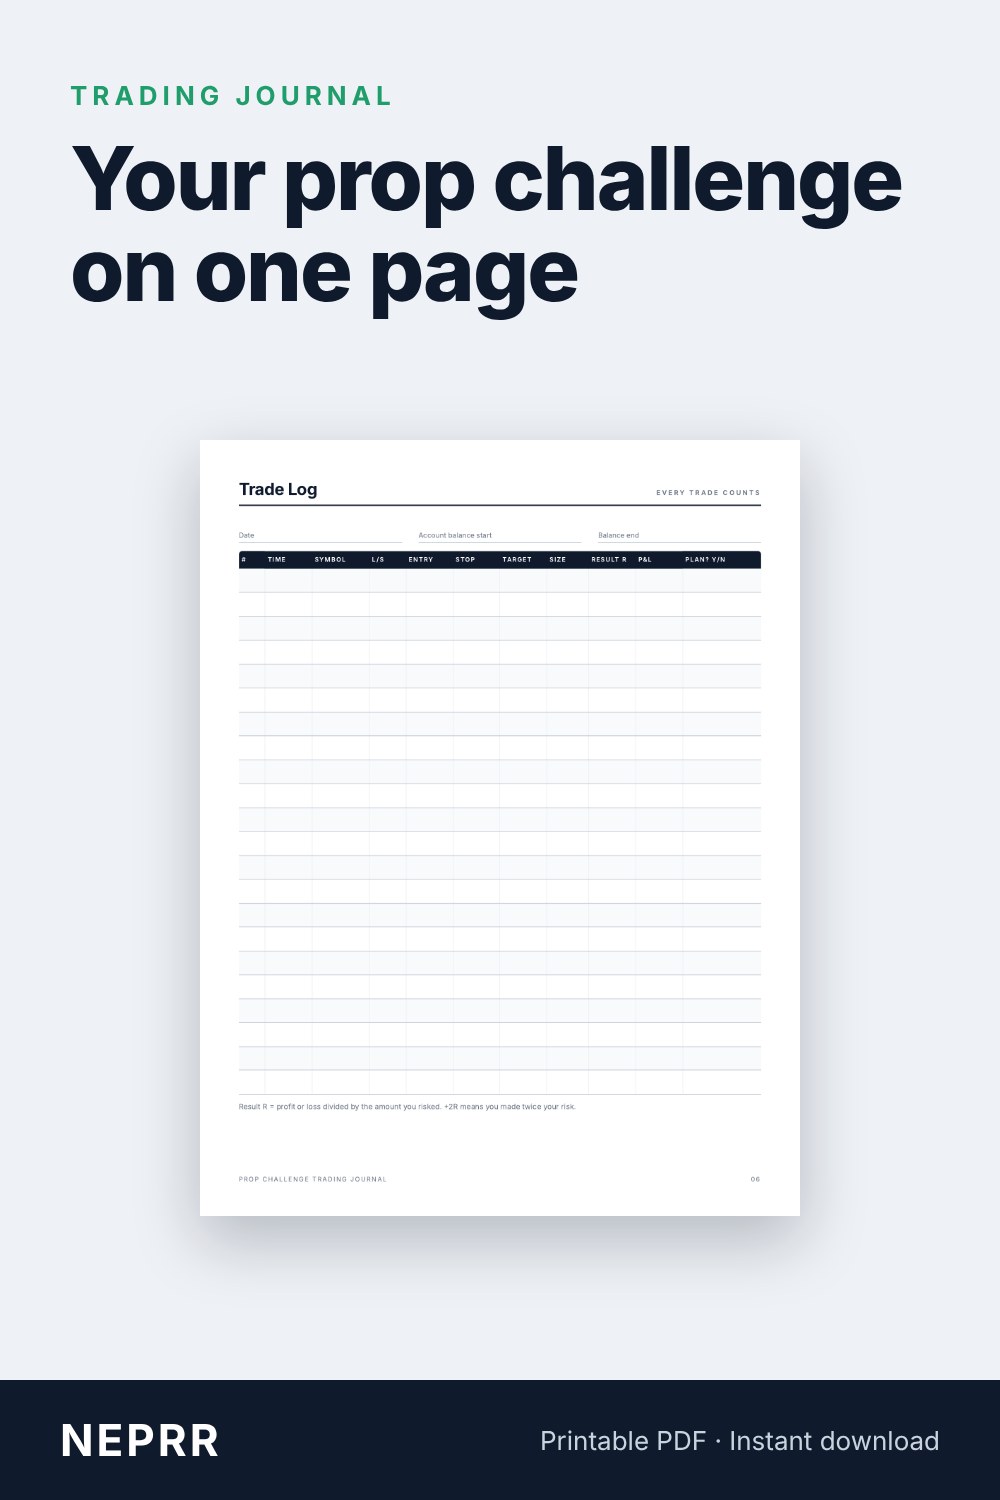 TRADING JOURNAL
Your prop challenge
on one page
Trade Log
EVERY TRADE COUNTS
Date Account balance start Balance end
# TIME SYMBOL L/S ENTRY STOP TARGET SIZE RESULT R P&L PLAN? Y/N
Result R = profit or loss divided by the amount you risked. +2R means you made twice your risk.
PROP CHALLENGE TRADING JOURNAL 06
NEPRR
Printable PDF · Instant download